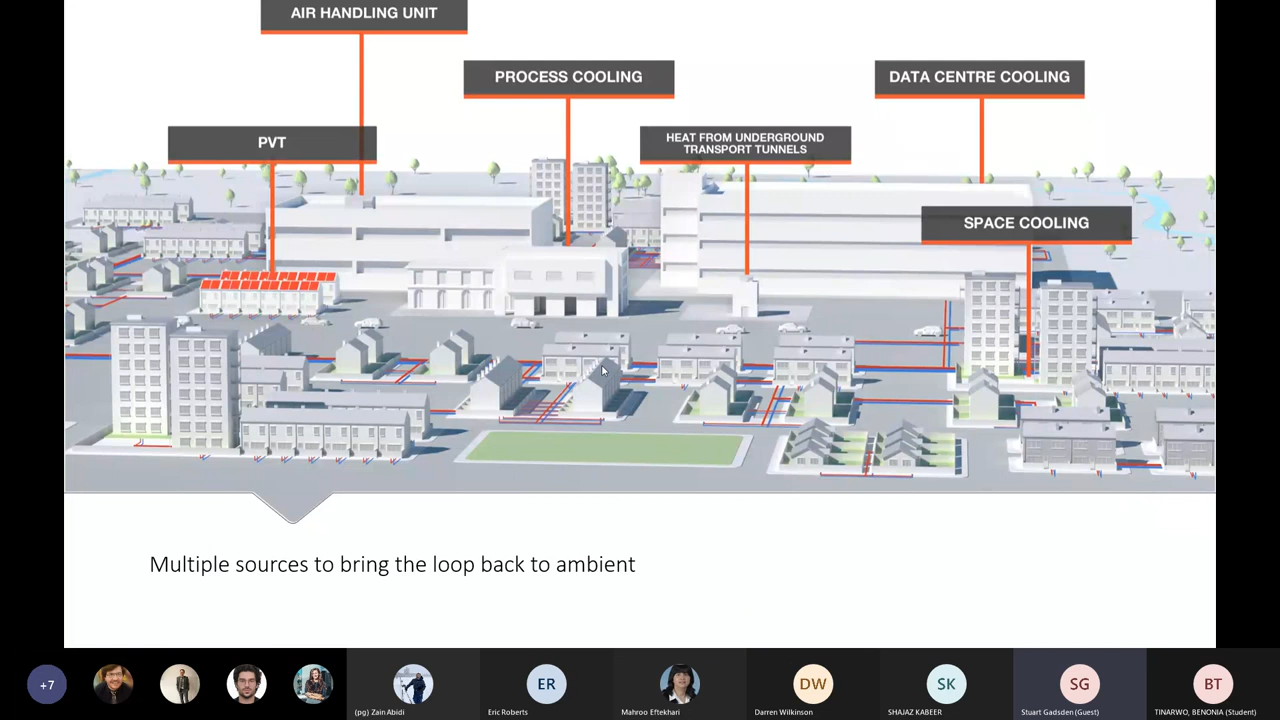 AIR HANDLING UNIT
PROCESS COOLING
DATA CENTRE COOLING
PVT
HEAT FROM UNDERGROUND
TRANSPORT TUNNELS
SPACE COOLING
Multiple sources to bring the loop back to ambient
+7
ER
DW
SK
SG
BT
(pg) Zain Abidi
Eric Roberts
Mahroo Eftekhari
Darren Wilkinson
SHAJAZ KABEER
Stuart Gadsden (Guest)
TINARWO, BENONIA (Student)